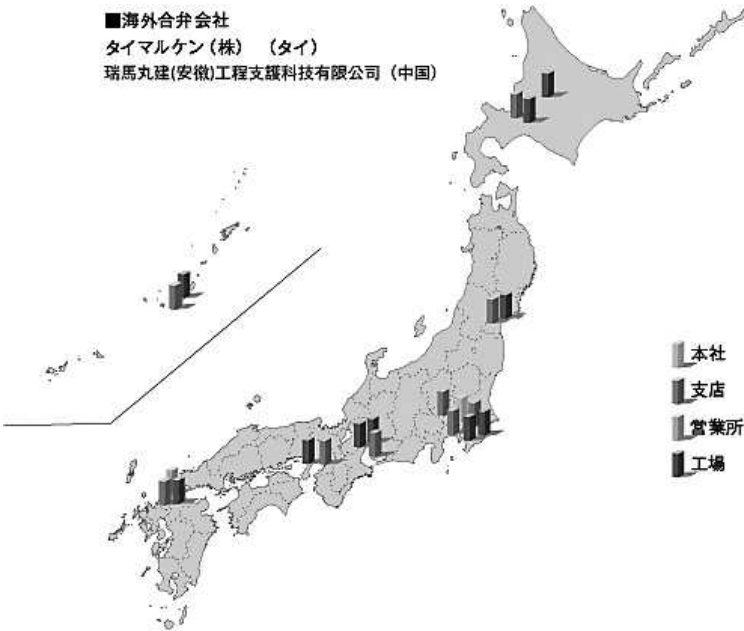 ■海外合弁会社
タイマルケン(株) (タイ)
瑞馬丸建(安徽)工程支護科技有限公司(中国)
本社
支店
営業所
工場